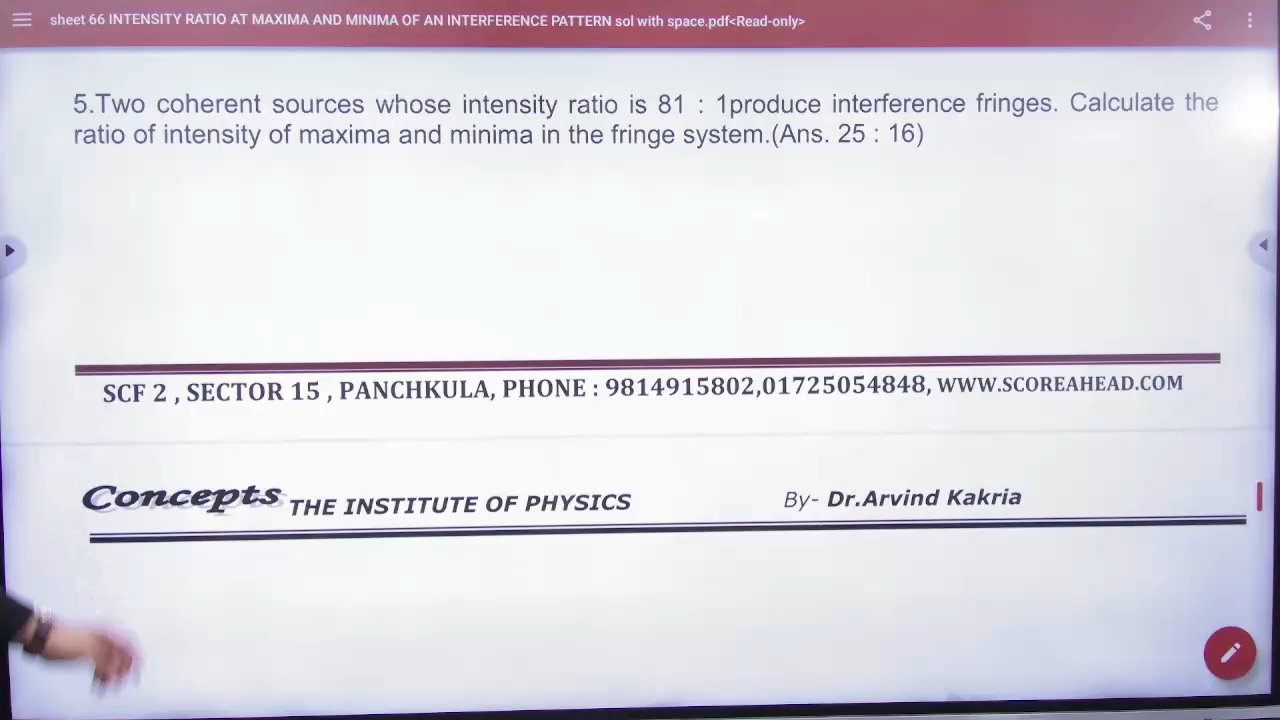 sheet 66 INTENSITY RATIO AT MAXIMA AND MINIMA OF AN INTERFERENCE PATTERN sol with space.pdf<Read-only>
5.Two coherent sources whose intensity ratio is 81 : 1produce interference fringes. Calculate the
ratio of intensity of maxima and minima in the fringe system.(Ans. 25 : 16)
SCF 2 , SECTOR 15 , PANCHKULA, PHONE : 9814915802,01725054848, WWW.SCOREAHEAD.COM
Concepts THE INSTITUTE OF PHYSICS By- Dr.Arvind Kakria